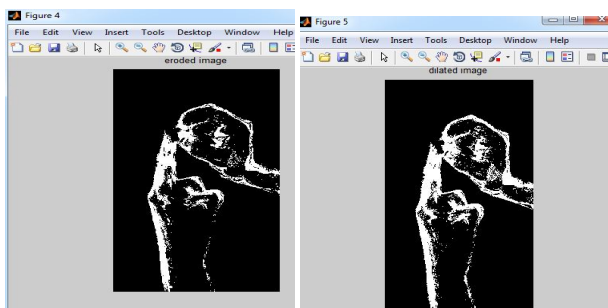 Figure 4
File Edit View Insert Tools Desktop Window Help
eroded image
Figure 5
File Edit View Insert Tools Desktop Window Help
dilated image